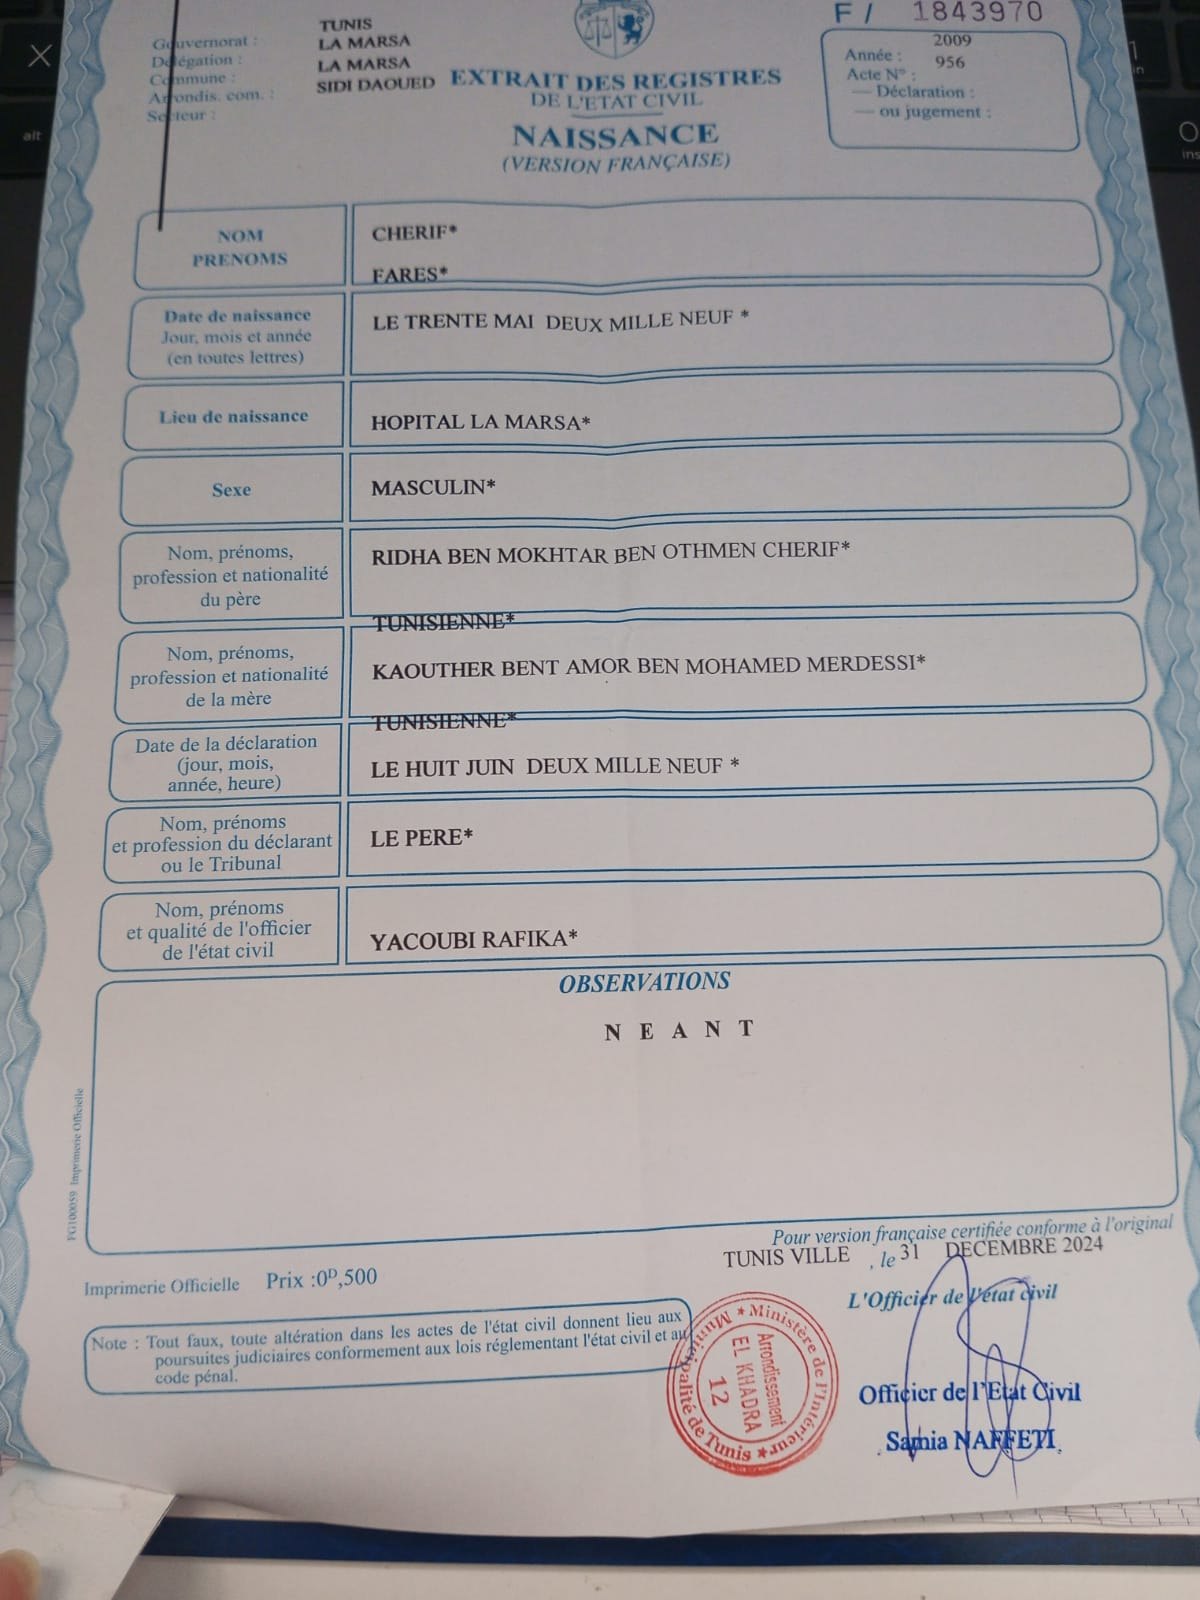 F / 1843970
Gouvernorat : TUNIS
Délégation : LA MARSA
Commune : LA MARSA
Arrondis. com. : SIDI DAOUED
Secteur :
EXTRAIT DES REGISTRES
DE L'ETAT CIVIL
NAISSANCE
(VERSION FRANÇAISE)
Année : 2009
Acte N° : 956
— Déclaration :
— ou jugement :
NOM CHERIF*
PRENOMS FARES*
Date de naissance
Jour, mois et année
(en toutes lettres)
LE TRENTE MAI DEUX MILLE NEUF *
Lieu de naissance
HOPITAL LA MARSA*
Sexe
MASCULIN*
Nom, prénoms,
profession et nationalité
du père
RIDHA BEN MOKHTAR BEN OTHMEN CHERIF*
TUNISIENNE*
Nom, prénoms,
profession et nationalité
de la mère
KAOUTHER BENT AMOR BEN MOHAMED MERDESSI*
TUNISIENNE*
Date de la déclaration
(jour, mois,
année, heure)
LE HUIT JUIN DEUX MILLE NEUF *
Nom, prénoms
et profession du déclarant
ou le Tribunal
LE PERE*
Nom, prénoms
et qualité de l'officier
de l'état civil
YACOUBI RAFIKA*
OBSERVATIONS
N E A N T
FG100059 Imprimerie Officielle
Pour version française certifiée conforme à l'original
TUNIS VILLE , le 31 DECEMBRE 2024
Imprimerie Officielle Prix :0ᴰ,500
L'Officier de l'état civil
Note : Tout faux, toute altération dans les actes de l'état civil donnent lieu aux
poursuites judiciaires conformement aux lois réglementant l'état civil et au
code pénal.
★ Ministère de l'Intérieur ★ Municipalité de Tunis
Arrondissement
EL KHADRA
12
Officier de l'Etat Civil
Samia NAFFETI
alt
ins